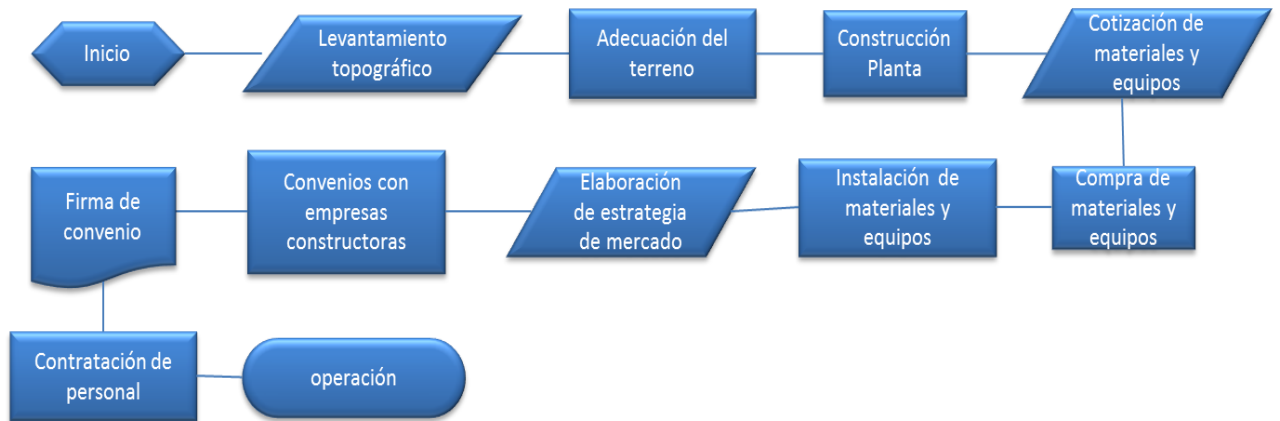 Inicio
Levantamiento
topográfico
Adecuación del
terreno
Construcción
Planta
Cotización de
materiales y
equipos
Firma de
convenio
Convenios con
empresas
constructoras
Elaboración
de estrategia
de mercado
Instalación de
materiales y
equipos
Compra de
materiales y
equipos
Contratación de
personal
operación